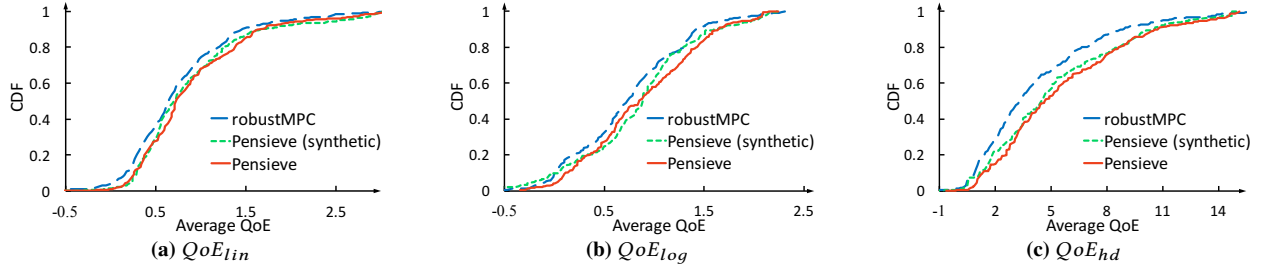 1
0.8
0.6
0.4
0.2
0
CDF
-0.5
0.5
1.5
2.5
Average QoE
robustMPC
Pensieve (synthetic)
Pensieve
(a) QoE_lin
1
0.8
0.6
0.4
0.2
0
CDF
-0.5
0.5
1.5
2.5
Average QoE
robustMPC
Pensieve (synthetic)
Pensieve
(b) QoE_log
1
0.8
0.6
0.4
0.2
0
CDF
-1
2
5
8
11
14
Average QoE
robustMPC
Pensieve (synthetic)
Pensieve
(c) QoE_hd